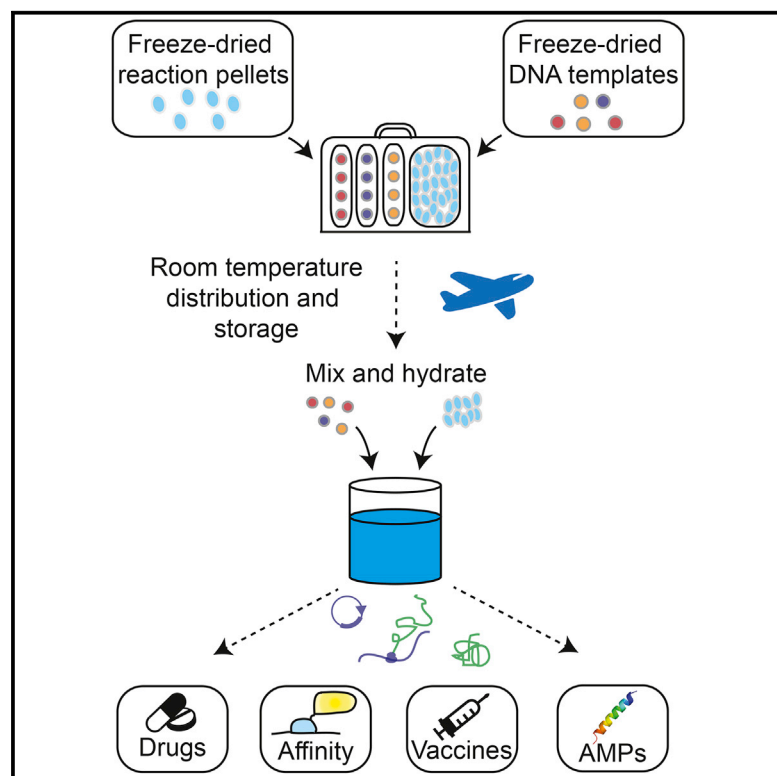 Freeze-dried
reaction pellets
Freeze-dried
DNA templates
Room temperature
distribution and
storage
Mix and hydrate
Drugs
Affinity
Vaccines
AMPs